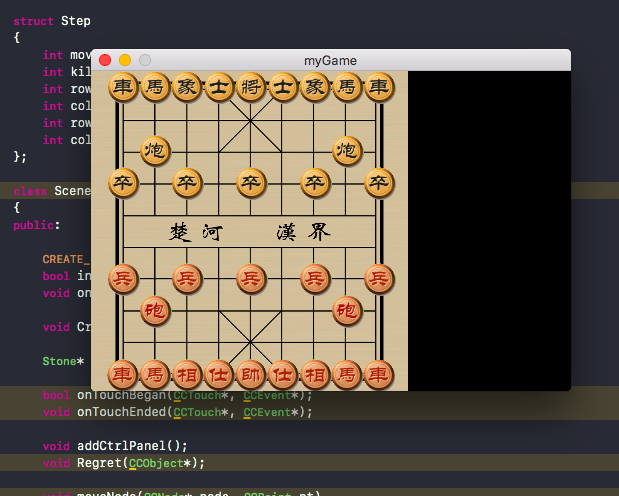 struct Step
{
int mov
int kil
int row
int col
int row
int col
};
class Scene
{
public:
CREATE_
bool in
void on
void Cr
Stone*
bool onTouchBegan(CCTouch*, CCEvent*);
void onTouchEnded(CCTouch*, CCEvent*);
void addCtrlPanel();
void Regret(CCObject*);
void moveNode(CCNode* node, CCPoint pt)
myGame
車 馬 象 士 將 士 象 馬 車
炮 炮
卒 卒 卒 卒 卒
楚河 漢界
兵 兵 兵 兵 兵
砲 砲
車 馬 相 仕 帥 仕 相 馬 車